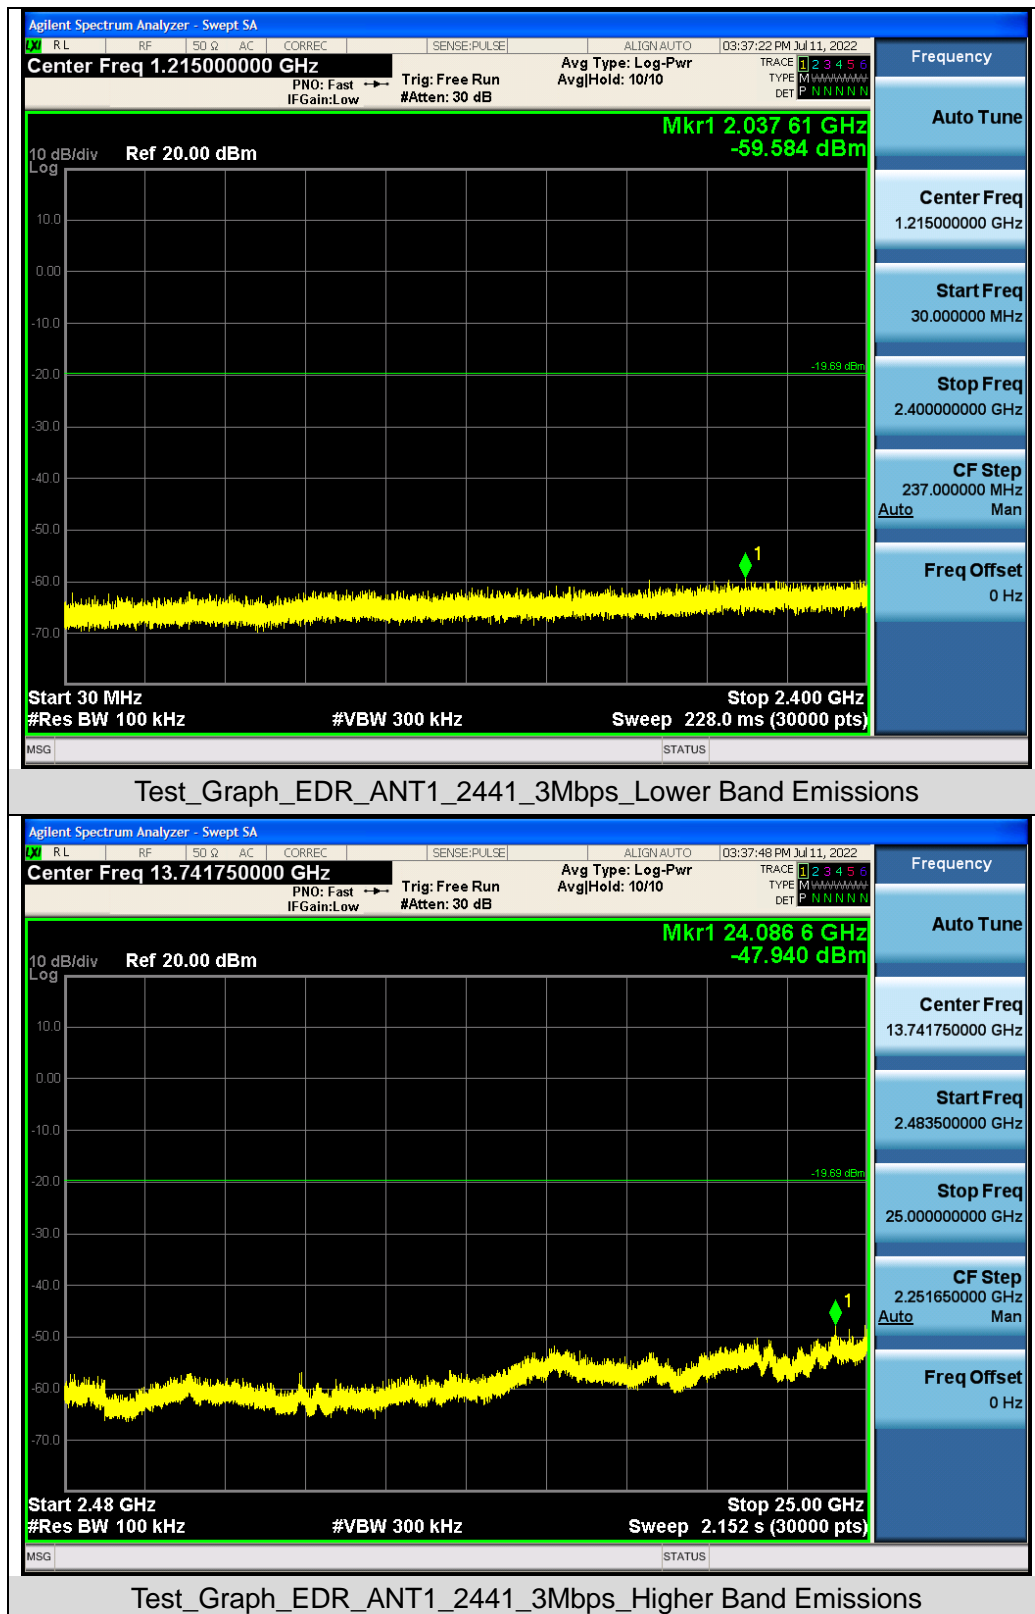 Agilent Spectrum Analyzer - Swept SA
LXI RL RF 50 Ω AC CORREC SENSE:PULSE ALIGN AUTO 03:37:22 PM Jul 11, 2022
Center Freq 1.215000000 GHz
PNO: Fast
IFGain:Low
Trig: Free Run
#Atten: 30 dB
Avg Type: Log-Pwr
Avg|Hold: 10/10
TRACE 1 2 3 4 5 6
TYPE M
DET P N N N N N
Mkr1 2.037 61 GHz
-59.584 dBm
10 dB/div Ref 20.00 dBm
Log
10.0
0.00
-10.0
-19.69 dBm
-20.0
-30.0
-40.0
-50.0
1
-60.0
-70.0
Start 30 MHz Stop 2.400 GHz
#Res BW 100 kHz #VBW 300 kHz Sweep 228.0 ms (30000 pts)
MSG STATUS
Frequency
Auto Tune
Center Freq
1.215000000 GHz
Start Freq
30.000000 MHz
Stop Freq
2.400000000 GHz
CF Step
237.000000 MHz
Auto Man
Freq Offset
0 Hz
Test_Graph_EDR_ANT1_2441_3Mbps_Lower Band Emissions
Agilent Spectrum Analyzer - Swept SA
LXI RL RF 50 Ω AC CORREC SENSE:PULSE ALIGN AUTO 03:37:48 PM Jul 11, 2022
Center Freq 13.741750000 GHz
PNO: Fast
IFGain:Low
Trig: Free Run
#Atten: 30 dB
Avg Type: Log-Pwr
Avg|Hold: 10/10
TRACE 1 2 3 4 5 6
TYPE M
DET P N N N N N
Mkr1 24.086 6 GHz
-47.940 dBm
10 dB/div Ref 20.00 dBm
Log
10.0
0.00
-10.0
-19.69 dBm
-20.0
-30.0
-40.0
1
-50.0
-60.0
-70.0
Start 2.48 GHz Stop 25.00 GHz
#Res BW 100 kHz #VBW 300 kHz Sweep 2.152 s (30000 pts)
MSG STATUS
Frequency
Auto Tune
Center Freq
13.741750000 GHz
Start Freq
2.483500000 GHz
Stop Freq
25.000000000 GHz
CF Step
2.251650000 GHz
Auto Man
Freq Offset
0 Hz
Test_Graph_EDR_ANT1_2441_3Mbps_Higher Band Emissions